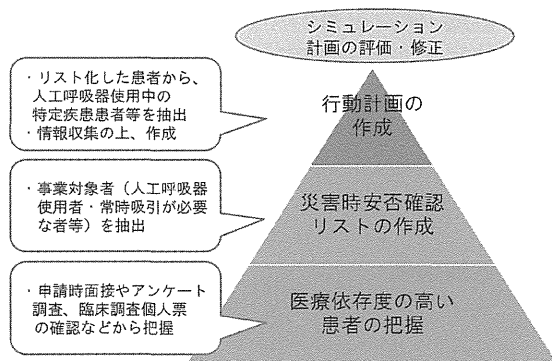 シミュレーション
計画の評価・修正
・リスト化した患者から、
人工呼吸器使用中の
特定疾患患者等を抽出
・情報収集の上、作成
行動計画の
作成
・事業対象者（人工呼吸器
使用者・常時吸引が必要
な者等）を抽出
災害時安否確認
リストの作成
・申請時面接やアンケート
調査、臨床調査個人票
の確認などから把握
医療依存度の高い
患者の把握